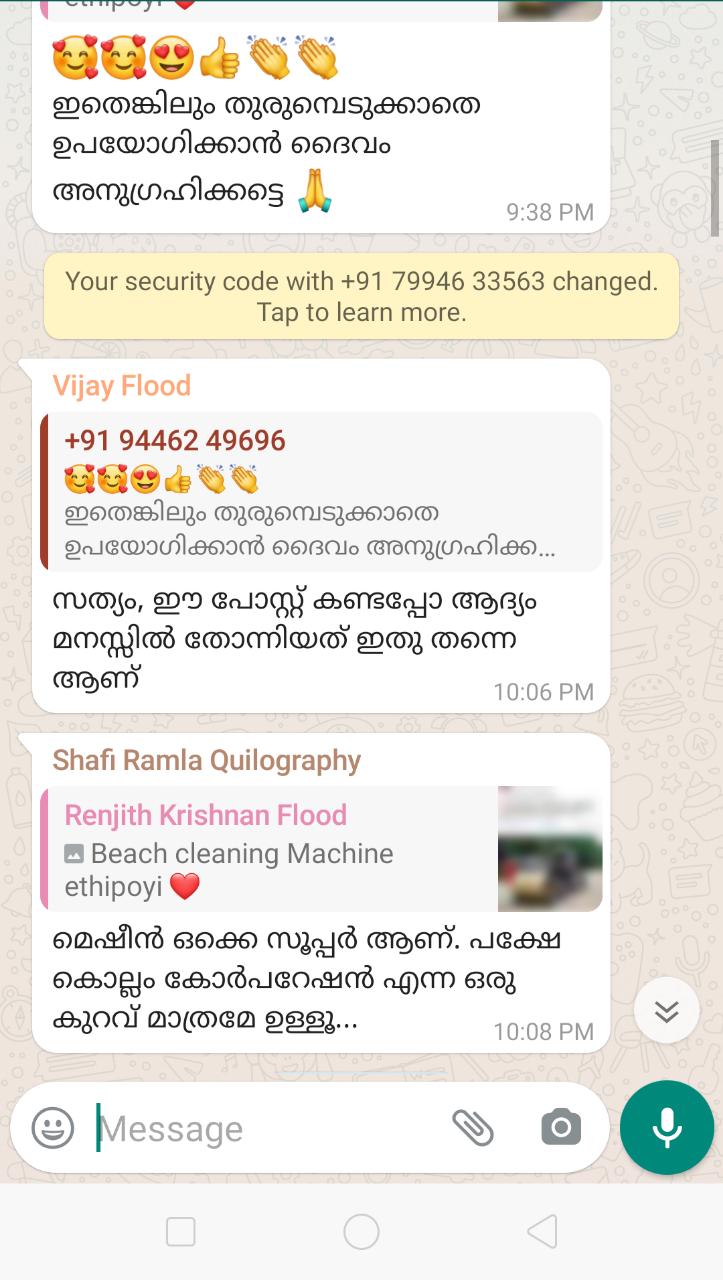 ethipoyi ❤️
🥰🥰😍👍👏👏
ഇതെങ്കിലും തുരുമ്പെടുക്കാതെ
ഉപയോഗിക്കാൻ ദൈവം
അനുഗ്രഹിക്കട്ടെ 🙏
9:38 PM
Your security code with +91 79946 33563 changed.
Tap to learn more.
Vijay Flood
+91 94462 49696
🥰🥰😍👍👏👏
ഇതെങ്കിലും തുരുമ്പെടുക്കാതെ
ഉപയോഗിക്കാൻ ദൈവം അനുഗ്രഹിക്ക...
സത്യം, ഈ പോസ്റ്റ് കണ്ടപ്പോ ആദ്യം
മനസ്സിൽ തോന്നിയത് ഇതു തന്നെ
ആണ്
10:06 PM
Shafi Ramla Quilography
Renjith Krishnan Flood
Beach cleaning Machine
ethipoyi ❤️
മെഷീൻ ഒക്കെ സൂപ്പർ ആണ്. പക്ഷേ
കൊല്ലം കോർപറേഷൻ എന്ന ഒരു
കുറവ് മാത്രമേ ഉള്ളൂ...
10:08 PM
Message